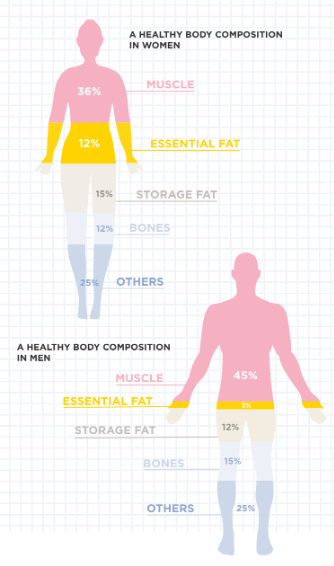 A HEALTHY BODY COMPOSITION
IN WOMEN
36%
MUSCLE
12%
ESSENTIAL FAT
15%
STORAGE FAT
12%
BONES
25%
OTHERS
A HEALTHY BODY COMPOSITION
IN MEN
MUSCLE
45%
ESSENTIAL FAT
3%
STORAGE FAT
12%
BONES
15%
OTHERS
25%